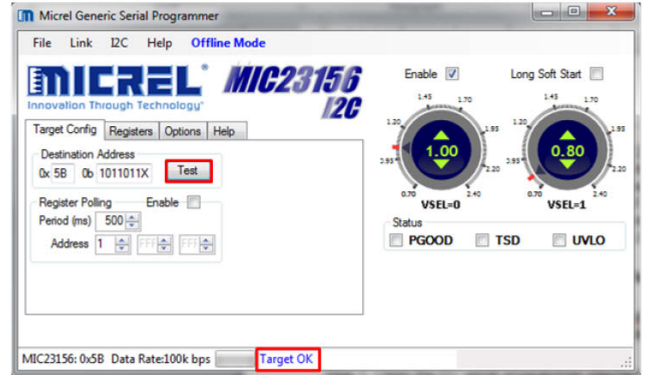 Micrel Generic Serial Programmer
File Link I2C Help Offline Mode
MICREL®
Innovation Through Technology®
MIC23156
I2C
Target Config Registers Options Help
Destination Address
0x 5B 0b 1011011X Test
Register Polling Enable
Period (ms) 500
Address 1 FFF FFF
Enable Long Soft Start
1.45 1.70
1.20 1.95
0.95 2.20
0.70 2.40
1.00
VSEL=0
1.45 1.70
1.20 1.95
0.95 2.20
0.70 2.40
0.80
VSEL=1
Status
PGOOD TSD UVLO
MIC23156: 0x5B Data Rate:100k bps Target OK